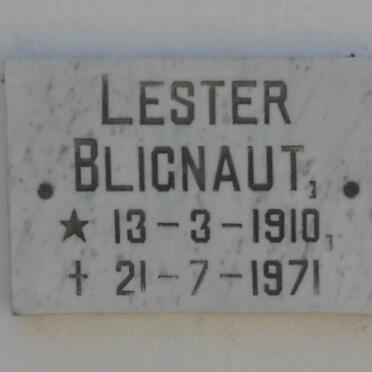 LESTER
BLIGNAUT,
★ 13-3-1910,
† 21-7-1971